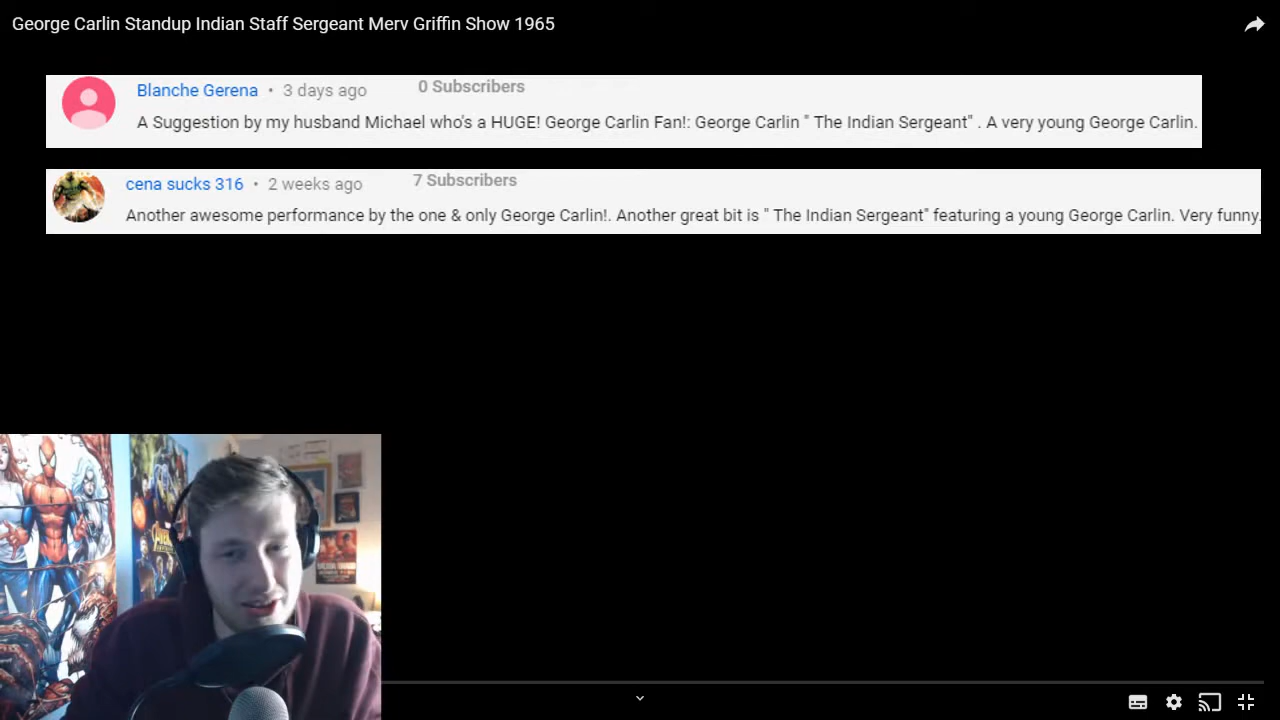 George Carlin Standup Indian Staff Sergeant Merv Griffin Show 1965
Blanche Gerena • 3 days ago 0 Subscribers
A Suggestion by my husband Michael who's a HUGE! George Carlin Fan!: George Carlin " The Indian Sergeant" . A very young George Carlin.
cena sucks 316 • 2 weeks ago 7 Subscribers
Another awesome performance by the one & only George Carlin!. Another great bit is " The Indian Sergeant" featuring a young George Carlin. Very funny.